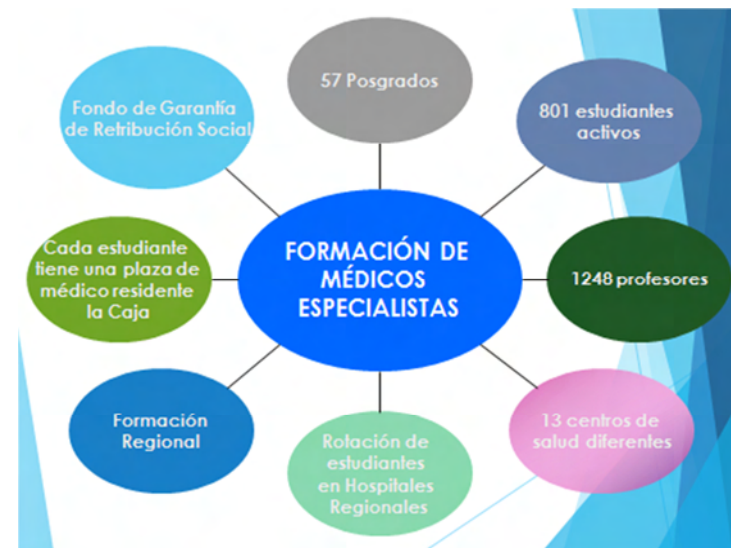 57 Posgrados
801 estudiantes
activos
1248 profesores
13 centros de
salud diferentes
Rotación de
estudiantes
en Hospitales
Regionales
Formación
Regional
Cada estudiante
tiene una plaza de
médico residente
la Caja
Fondo de Garantía
de Retribución Social
FORMACIÓN DE
MÉDICOS
ESPECIALISTAS